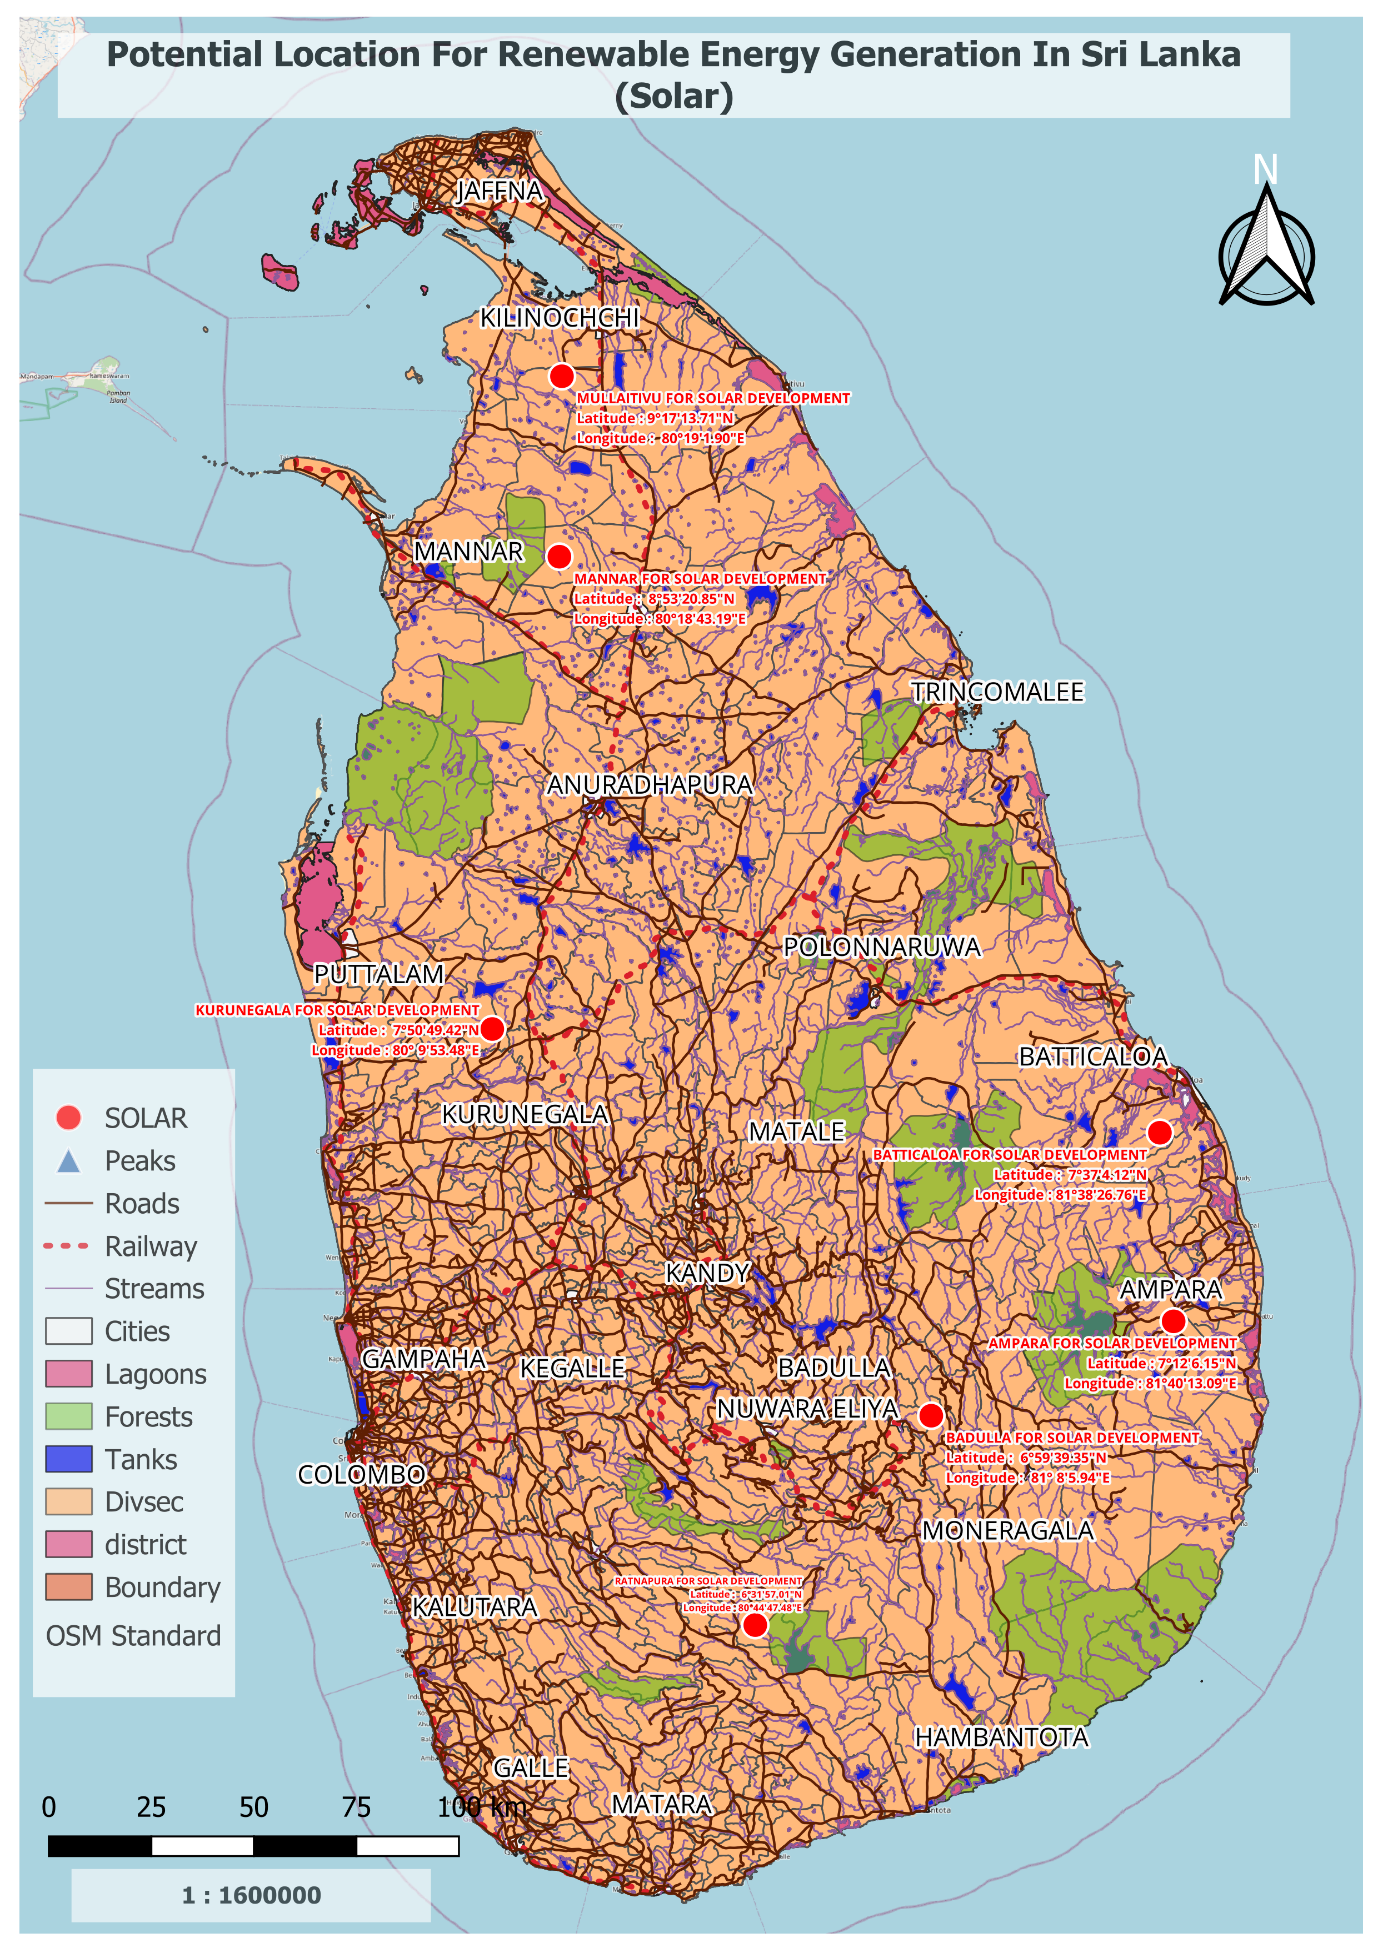 Potential Location For Renewable Energy Generation In Sri Lanka
(Solar)
N
JAFFNA
KILINOCHCHI
Mandapam
Rameswaram
Pamban
Island
MULLAITIVU FOR SOLAR DEVELOPMENT
Latitude : 9°17'13.71"N
Longitude : 80°19'1.90"E
MANNAR
MANNAR FOR SOLAR DEVELOPMENT
Latitude : 8°53'20.85"N
Longitude : 80°18'43.19"E
TRINCOMALEE
ANURADHAPURA
POLONNARUWA
PUTTALAM
KURUNEGALA FOR SOLAR DEVELOPMENT
Latitude : 7°50'49.42"N
Longitude : 80° 9'53.48"E
BATTICALOA
KURUNEGALA
MATALE
BATTICALOA FOR SOLAR DEVELOPMENT
Latitude : 7°37'4.12"N
Longitude : 81°38'26.76"E
KANDY
AMPARA
AMPARA FOR SOLAR DEVELOPMENT
Latitude : 7°12'6.15"N
Longitude : 81°40'13.09"E
GAMPAHA
KEGALLE
BADULLA
NUWARA ELIYA
BADULLA FOR SOLAR DEVELOPMENT
Latitude : 6°59'39.35"N
Longitude : 81° 8'5.94"E
COLOMBO
MONERAGALA
RATNAPURA FOR SOLAR DEVELOPMENT
Latitude : 6°31'57.01"N
Longitude : 80°44'47.48"E
KALUTARA
HAMBANTOTA
GALLE
MATARA
SOLAR
Peaks
Roads
Railway
Streams
Cities
Lagoons
Forests
Tanks
Divsec
district
Boundary
OSM Standard
0 25 50 75 100 km
1 : 1600000